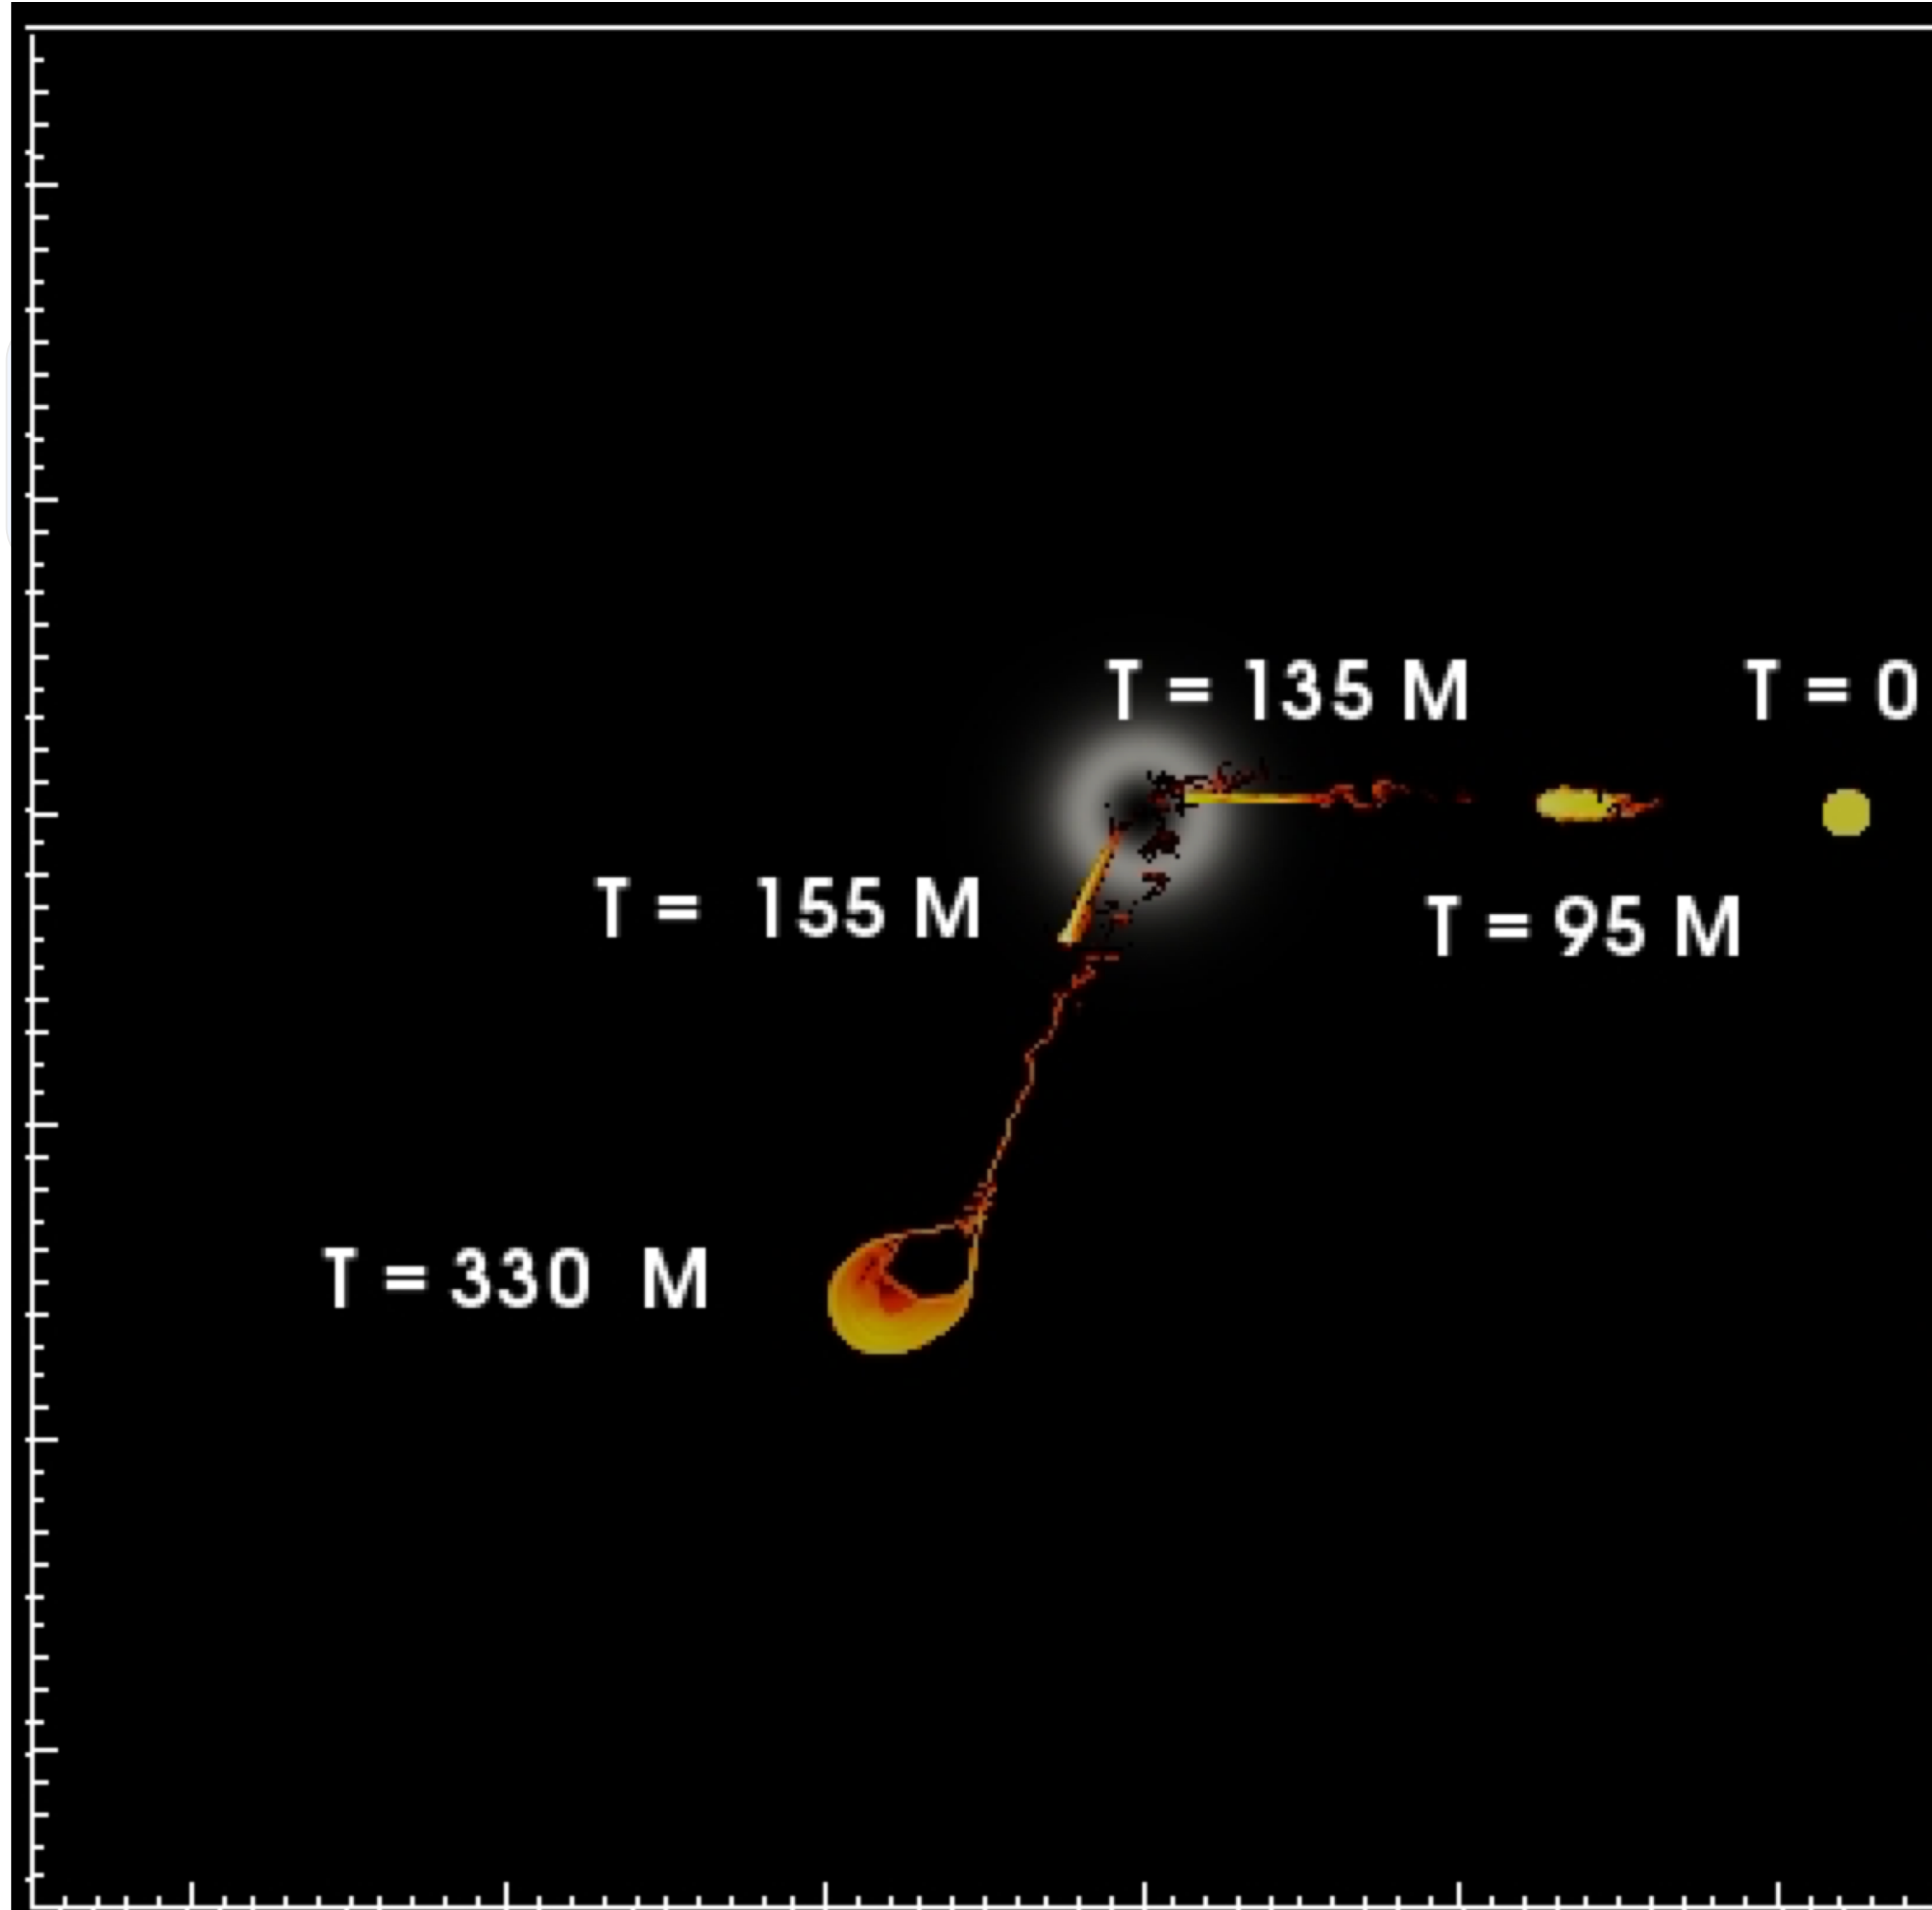 T = 135 M
T = 0
T = 155 M
T = 95 M
T = 330 M